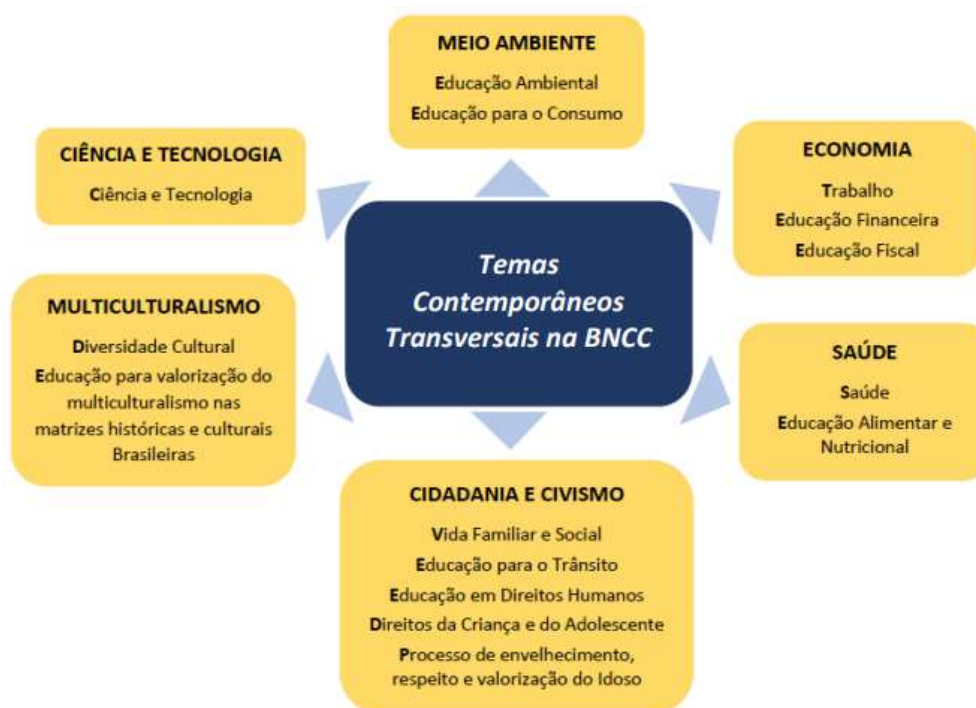 MEIO AMBIENTE
Educação Ambiental
Educação para o Consumo
CIÊNCIA E TECNOLOGIA
Ciência e Tecnologia
ECONOMIA
Trabalho
Educação Financeira
Educação Fiscal
Temas
Contemporâneos
Transversais na BNCC
MULTICULTURALISMO
Diversidade Cultural
Educação para valorização do
multiculturalismo nas
matrizes históricas e culturais
Brasileiras
SAÚDE
Saúde
Educação Alimentar e
Nutricional
CIDADANIA E CIVISMO
Vida Familiar e Social
Educação para o Trânsito
Educação em Direitos Humanos
Direitos da Criança e do Adolescente
Processo de envelhecimento,
respeito e valorização do Idoso